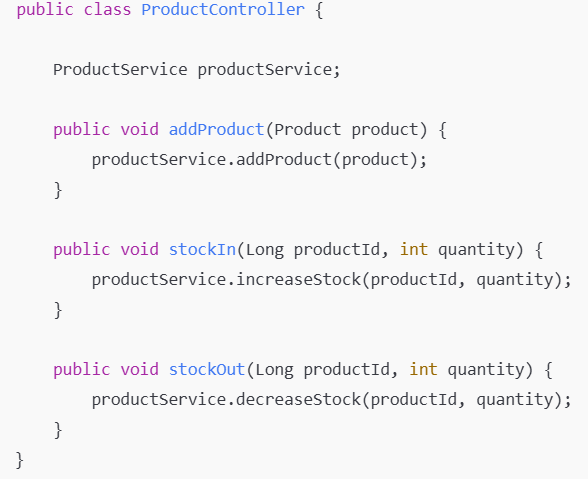 public class ProductController {
ProductService productService;
public void addProduct(Product product) {
productService.addProduct(product);
}
public void stockIn(Long productId, int quantity) {
productService.increaseStock(productId, quantity);
}
public void stockOut(Long productId, int quantity) {
productService.decreaseStock(productId, quantity);
}
}